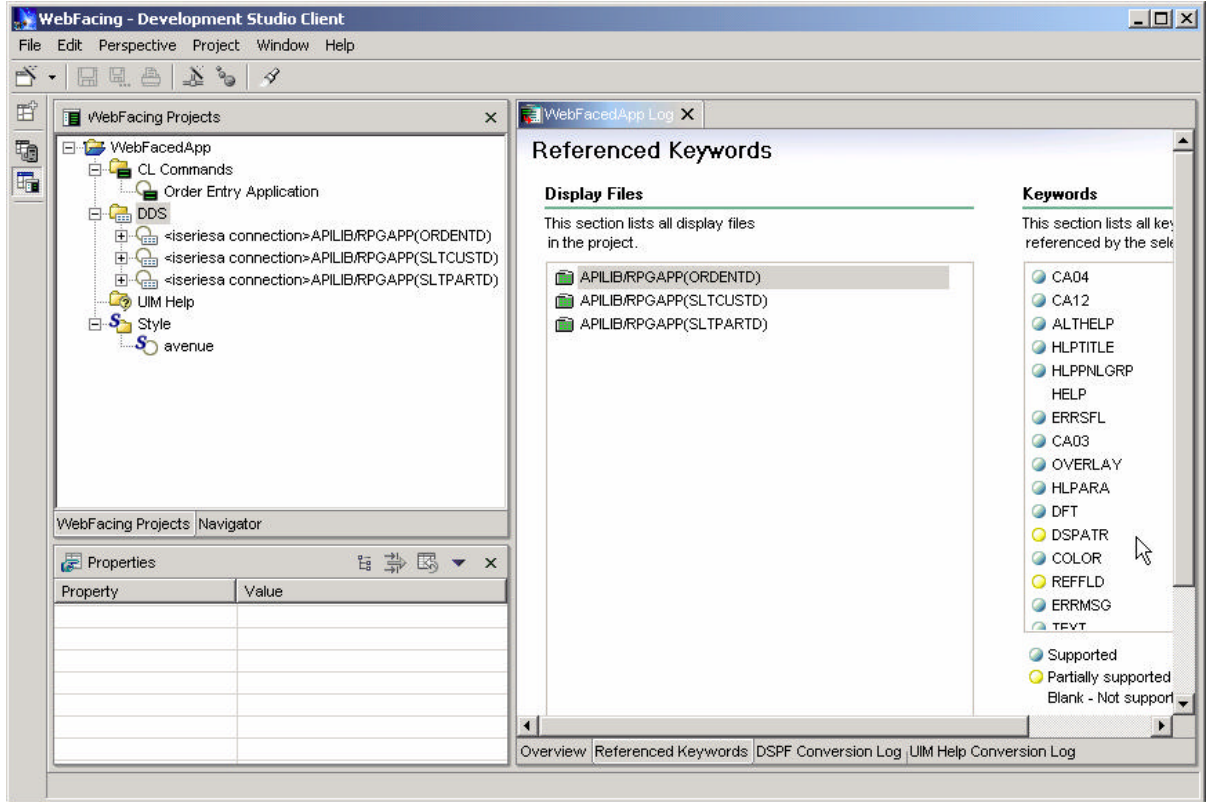 WebFacing - Development Studio Client
File Edit Perspective Project Window Help
WebFacing Projects
WebFacedApp
CL Commands
Order Entry Application
DDS
<iseriesa connection>APILIB/RPGAPP(ORDENTD)
<iseriesa connection>APILIB/RPGAPP(SLTCUSTD)
<iseriesa connection>APILIB/RPGAPP(SLTPARTD)
UIM Help
Style
avenue
WebFacing Projects Navigator
Properties
Property Value
WebFacedApp Log
Referenced Keywords
Display Files
This section lists all display files
in the project.
APILIB/RPGAPP(ORDENTD)
APILIB/RPGAPP(SLTCUSTD)
APILIB/RPGAPP(SLTPARTD)
Keywords
This section lists all key
referenced by the sele
CA04
CA12
ALTHELP
HLPTITLE
HLPPNLGRP
HELP
ERRSFL
CA03
OVERLAY
HLPARA
DFT
DSPATR
COLOR
REFFLD
ERRMSG
TEXT
Supported
Partially supported
Blank - Not support
Overview Referenced Keywords DSPF Conversion Log UIM Help Conversion Log